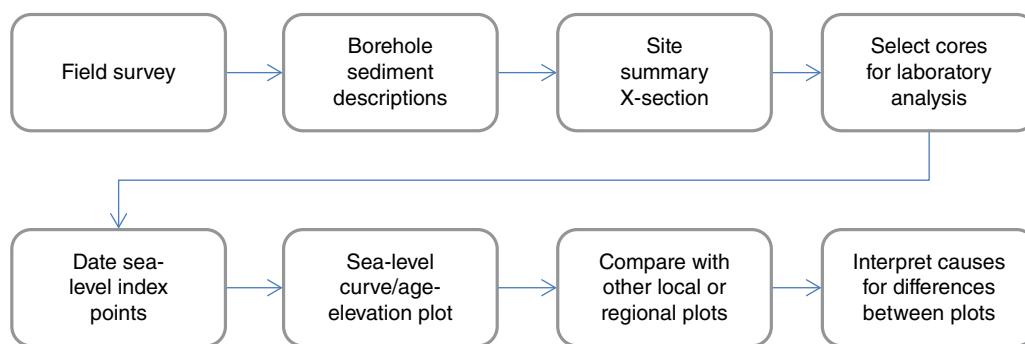 Field survey
Borehole
sediment
descriptions
Site
summary
X-section
Select cores
for laboratory
analysis
Date sea-
level index
points
Sea-level
curve/age-
elevation plot
Compare with
other local or
regional plots
Interpret causes
for differences
between plots